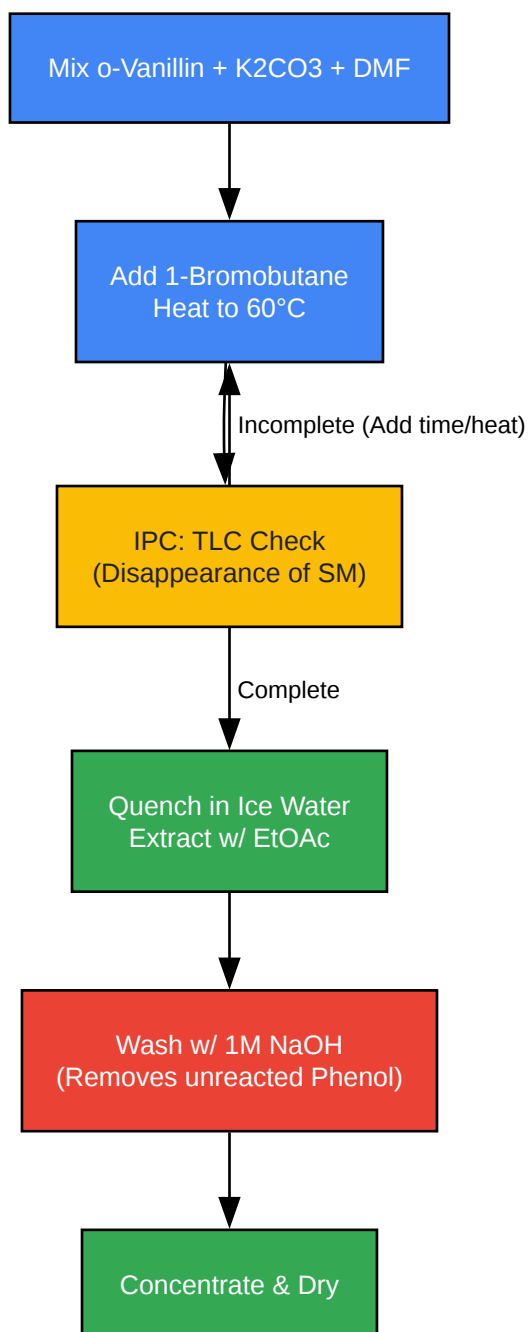 Mix o-Vanillin + K2CO3 + DMF
Add 1-Bromobutane
Heat to 60°C
Incomplete (Add time/heat)
IPC: TLC Check
(Disappearance of SM)
Complete
Quench in Ice Water
Extract w/ EtOAc
Wash w/ 1M NaOH
(Removes unreacted Phenol)
Concentrate & Dry